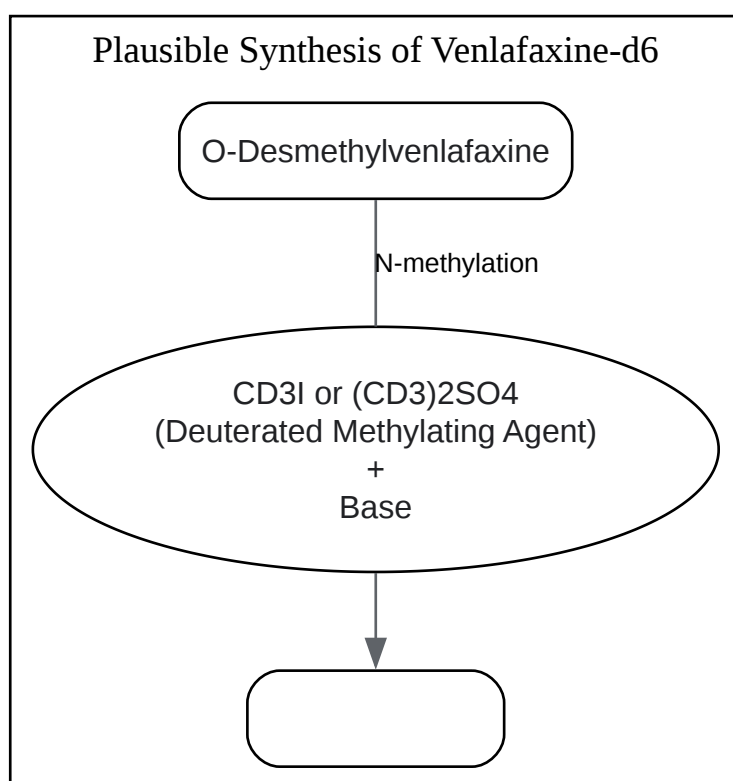 Plausible Synthesis of Venlafaxine-d6
O-Desmethylvenlafaxine
N-methylation
CD3I or (CD3)2SO4
(Deuterated Methylating Agent)
+
Base